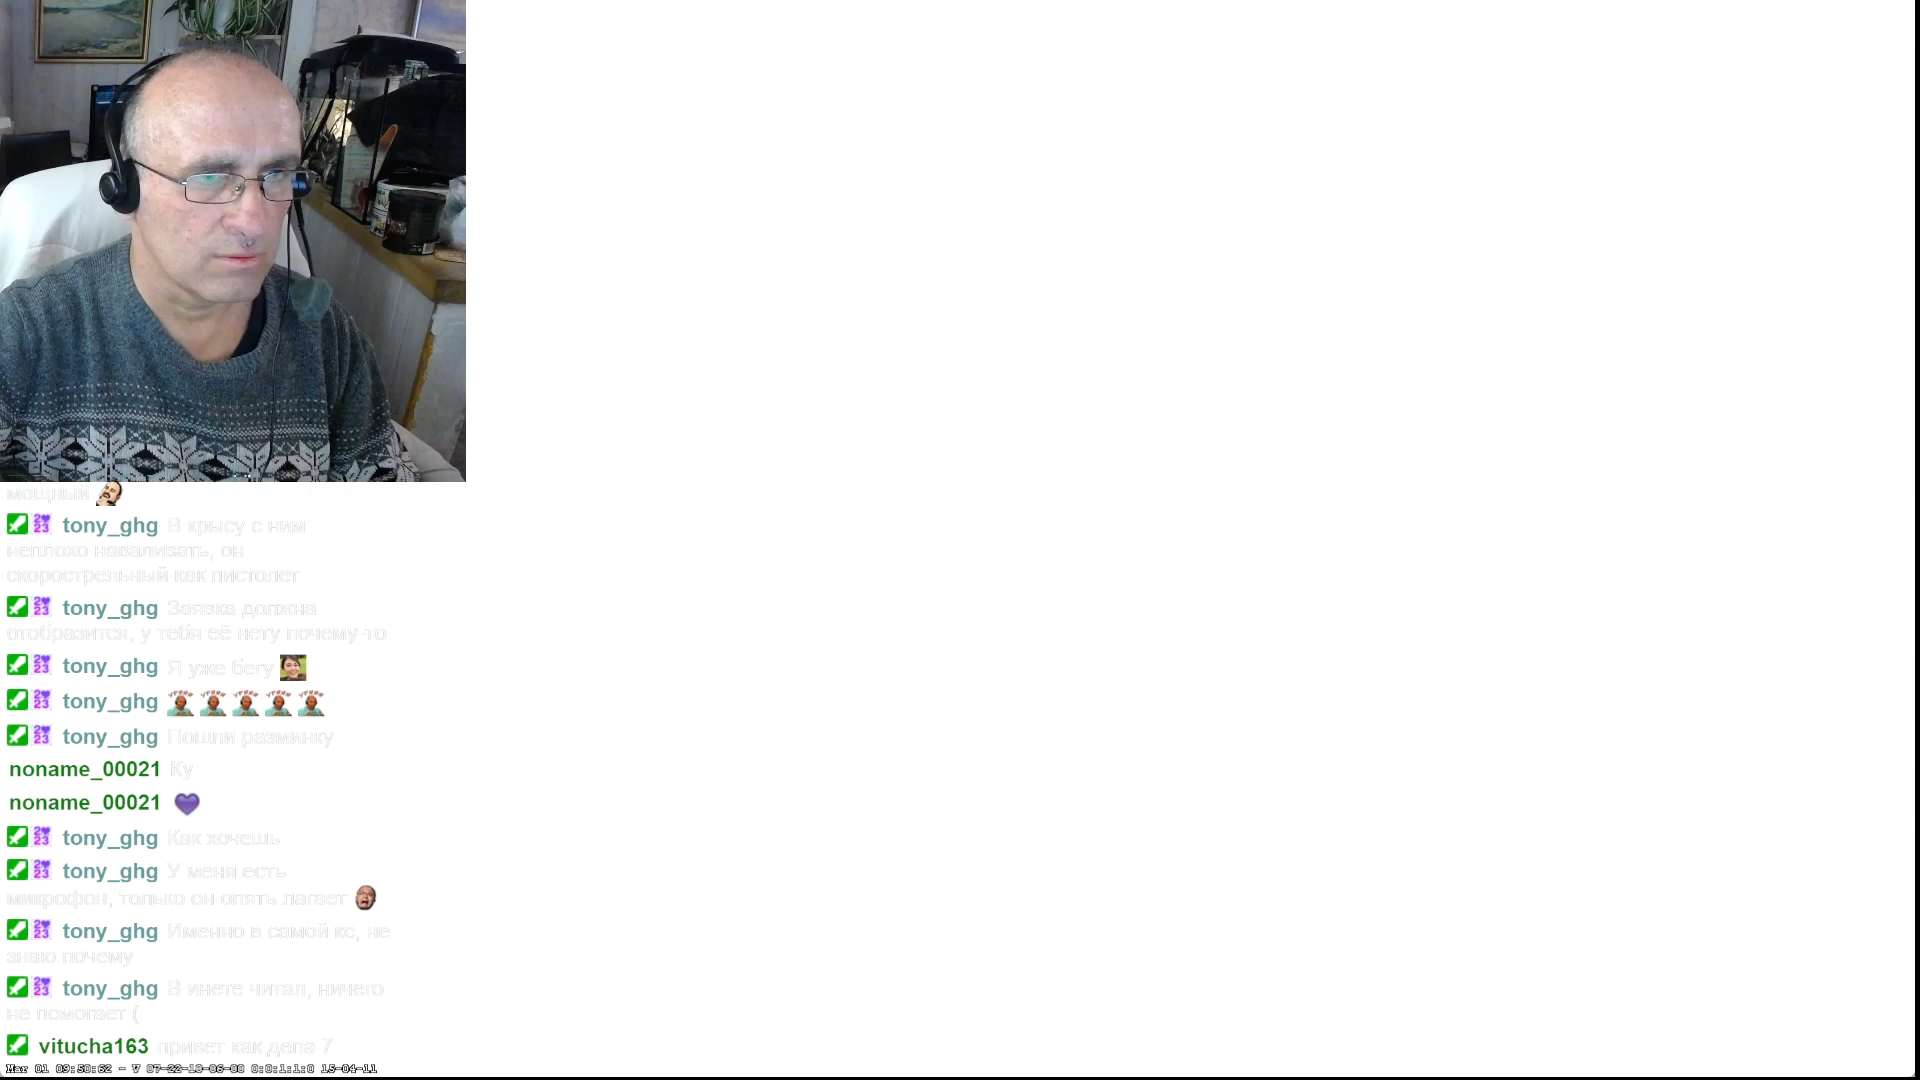 мощный
tony_ghg В крысу с ним
неплохо наваливать, он
скорострельный как пистолет
tony_ghg Заявка должна
отобразится, у тебя её нету почему-то
tony_ghg Я уже бегу
tony_ghg
tony_ghg Пошли разминку
noname_00021 Ку
noname_00021
tony_ghg Как хочешь
tony_ghg У меня есть
микрофон, только он опять лагает
tony_ghg Именно в самой кс, не
знаю почему
tony_ghg В инете читал, ничего
не помогает (
vitucha163 привет как дела ?